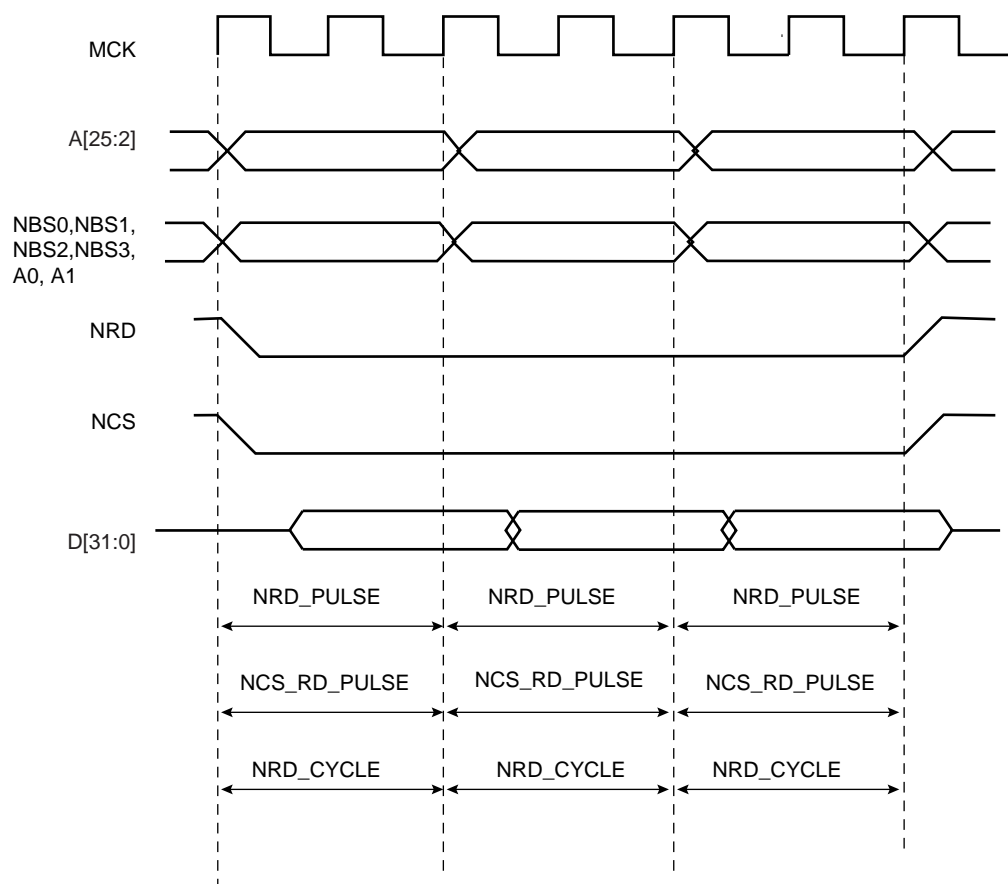 MCK
A[25:2]
NBS0,NBS1,
NBS2,NBS3,
A0, A1
NRD
NCS
D[31:0]
NRD_PULSE NRD_PULSE NRD_PULSE
NCS_RD_PULSE NCS_RD_PULSE NCS_RD_PULSE
NRD_CYCLE NRD_CYCLE NRD_CYCLE